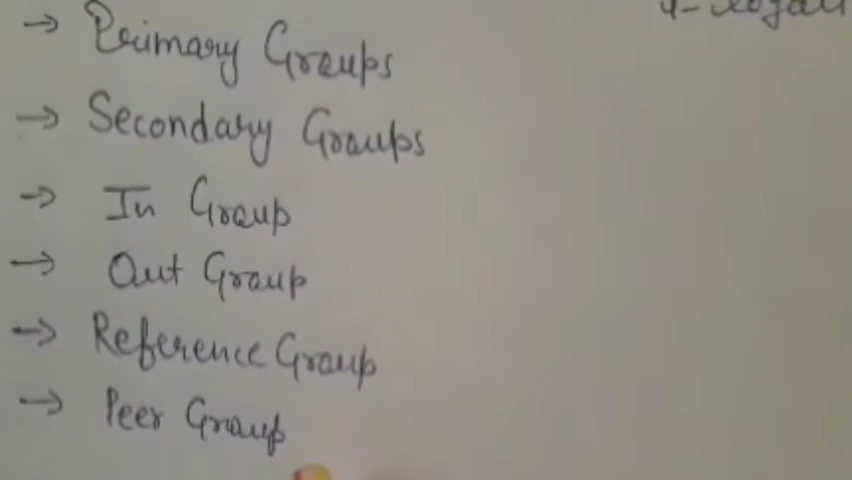 → Primary Groups
→ Secondary Groups
→ In Group
→ Out Group
→ Reference Group
→ Peer Group